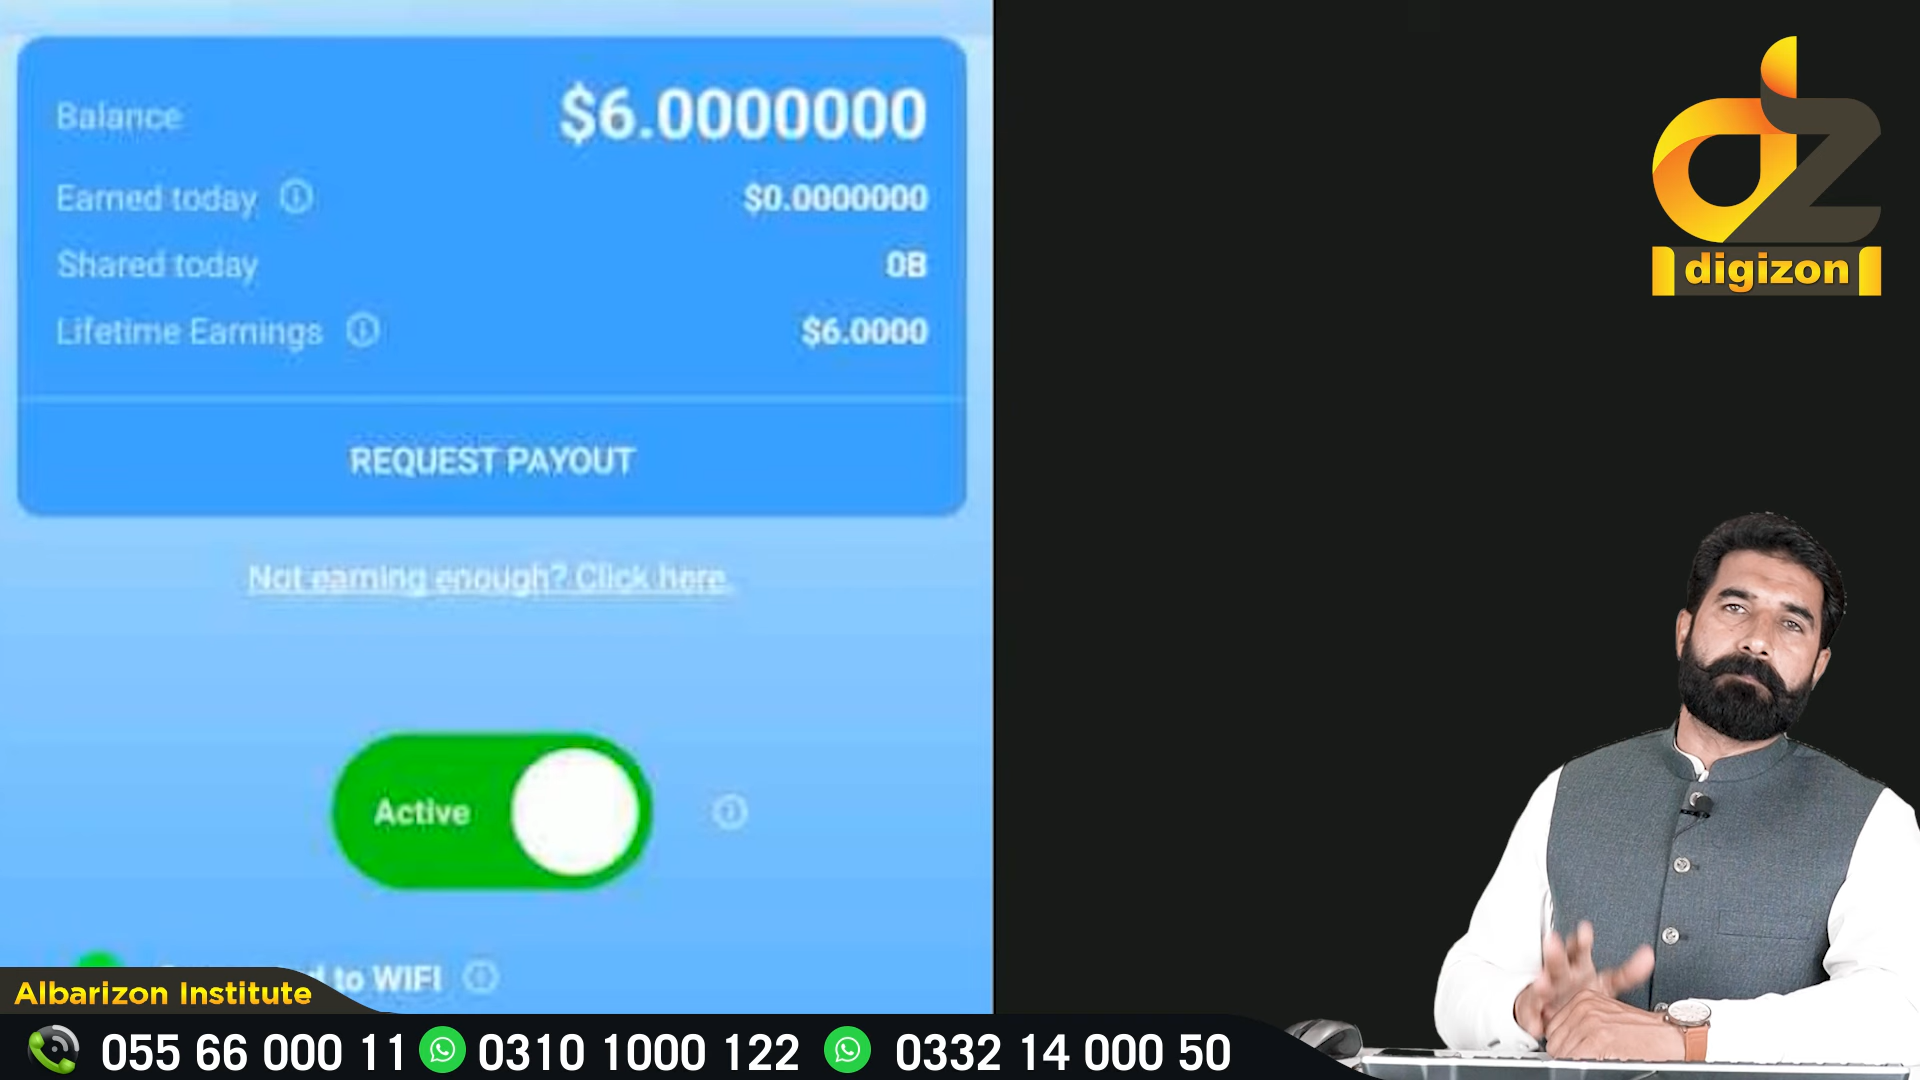 Balance $6.0000000
Earned today $0.0000000
Shared today 0B
Lifetime Earnings $6.0000
REQUEST PAYOUT
Not earning enough? Click here.
Active
to WIFI
digizon
Albarizon Institute
055 66 000 11 0310 1000 122 0332 14 000 50